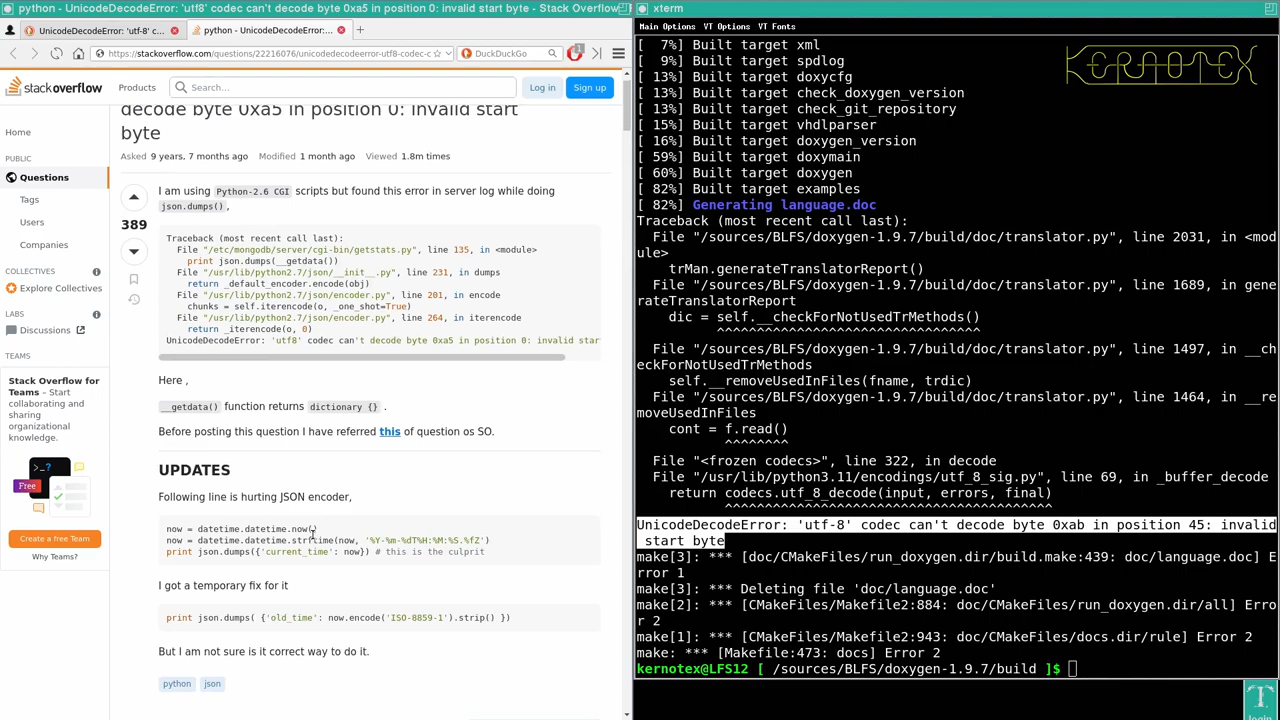 python - UnicodeDecodeError: 'utf8' codec can't decode byte 0xa5 in position 0: invalid start byte - Stack Overflow
UnicodeDecodeError: 'utf-8' c...
python - UnicodeDecodeError:...
https://stackoverflow.com/questions/22216076/unicodedecodeerror-utf8-codec-c
DuckDuckGo
1
stackoverflow
Products
Search...
Log in
Sign up
decode byte 0xa5 in position 0: invalid start
byte
Asked 9 years, 7 months ago Modified 1 month ago Viewed 1.8m times
Home
PUBLIC
Questions
Tags
Users
Companies
COLLECTIVES
Explore Collectives
LABS
Discussions
TEAMS
Stack Overflow for
Teams - Start
collaborating and
sharing
organizational
knowledge.
>_?
Free
Create a free Team
Why Teams?
389
I am using Python-2.6 CGI scripts but found this error in server log while doing
json.dumps(),
Traceback (most recent call last):
File "/etc/mongodb/server/cgi-bin/getstats.py", line 135, in <module>
print json.dumps(__getdata())
File "/usr/lib/python2.7/json/__init__.py", line 231, in dumps
return _default_encoder.encode(obj)
File "/usr/lib/python2.7/json/encoder.py", line 201, in encode
chunks = self.iterencode(o, _one_shot=True)
File "/usr/lib/python2.7/json/encoder.py", line 264, in iterencode
return _iterencode(o, 0)
UnicodeDecodeError: 'utf8' codec can't decode byte 0xa5 in position 0: invalid star
Here ,
__getdata() function returns dictionary {} .
Before posting this question I have referred this of question os SO.
UPDATES
Following line is hurting JSON encoder,
now = datetime.datetime.now()
now = datetime.datetime.strftime(now, '%Y-%m-%dT%H:%M:%S.%fZ')
print json.dumps({'current_time': now}) # this is the culprit
I got a temporary fix for it
print json.dumps( {'old_time': now.encode('ISO-8859-1').strip() })
But I am not sure is it correct way to do it.
python
json
xterm
Main Options VT Options VT Fonts
KERNOTEX
[ 7%] Built target xml
[ 9%] Built target spdlog
[ 13%] Built target doxycfg
[ 13%] Built target check_doxygen_version
[ 13%] Built target check_git_repository
[ 15%] Built target vhdlparser
[ 16%] Built target doxygen_version
[ 59%] Built target doxymain
[ 60%] Built target doxygen
[ 82%] Built target examples
[ 82%] Generating language.doc
Traceback (most recent call last):
File "/sources/BLFS/doxygen-1.9.7/build/doc/translator.py", line 2031, in <mod
ule>
trMan.generateTranslatorReport()
File "/sources/BLFS/doxygen-1.9.7/build/doc/translator.py", line 1689, in gene
rateTranslatorReport
dic = self.__checkForNotUsedTrMethods()
^^^^^^^^^^^^^^^^^^^^^^^^^^^^^^^^^
File "/sources/BLFS/doxygen-1.9.7/build/doc/translator.py", line 1497, in __ch
eckForNotUsedTrMethods
self.__removeUsedInFiles(fname, trdic)
File "/sources/BLFS/doxygen-1.9.7/build/doc/translator.py", line 1464, in __re
moveUsedInFiles
cont = f.read()
^^^^^^^^
File "<frozen codecs>", line 322, in decode
File "/usr/lib/python3.11/encodings/utf_8_sig.py", line 69, in _buffer_decode
return codecs.utf_8_decode(input, errors, final)
^^^^^^^^^^^^^^^^^^^^^^^^^^^^^^^^^^^^^^^^^
UnicodeDecodeError: 'utf-8' codec can't decode byte 0xab in position 45: invalid
start byte
make[3]: *** [doc/CMakeFiles/run_doxygen.dir/build.make:439: doc/language.doc] E
rror 1
make[3]: *** Deleting file 'doc/language.doc'
make[2]: *** [CMakeFiles/Makefile2:884: doc/CMakeFiles/run_doxygen.dir/all] Erro
r 2
make[1]: *** [CMakeFiles/Makefile2:943: doc/CMakeFiles/docs.dir/rule] Error 2
make: *** [Makefile:473: docs] Error 2
kernotex@LFS12 [ /sources/BLFS/doxygen-1.9.7/build ]$
login